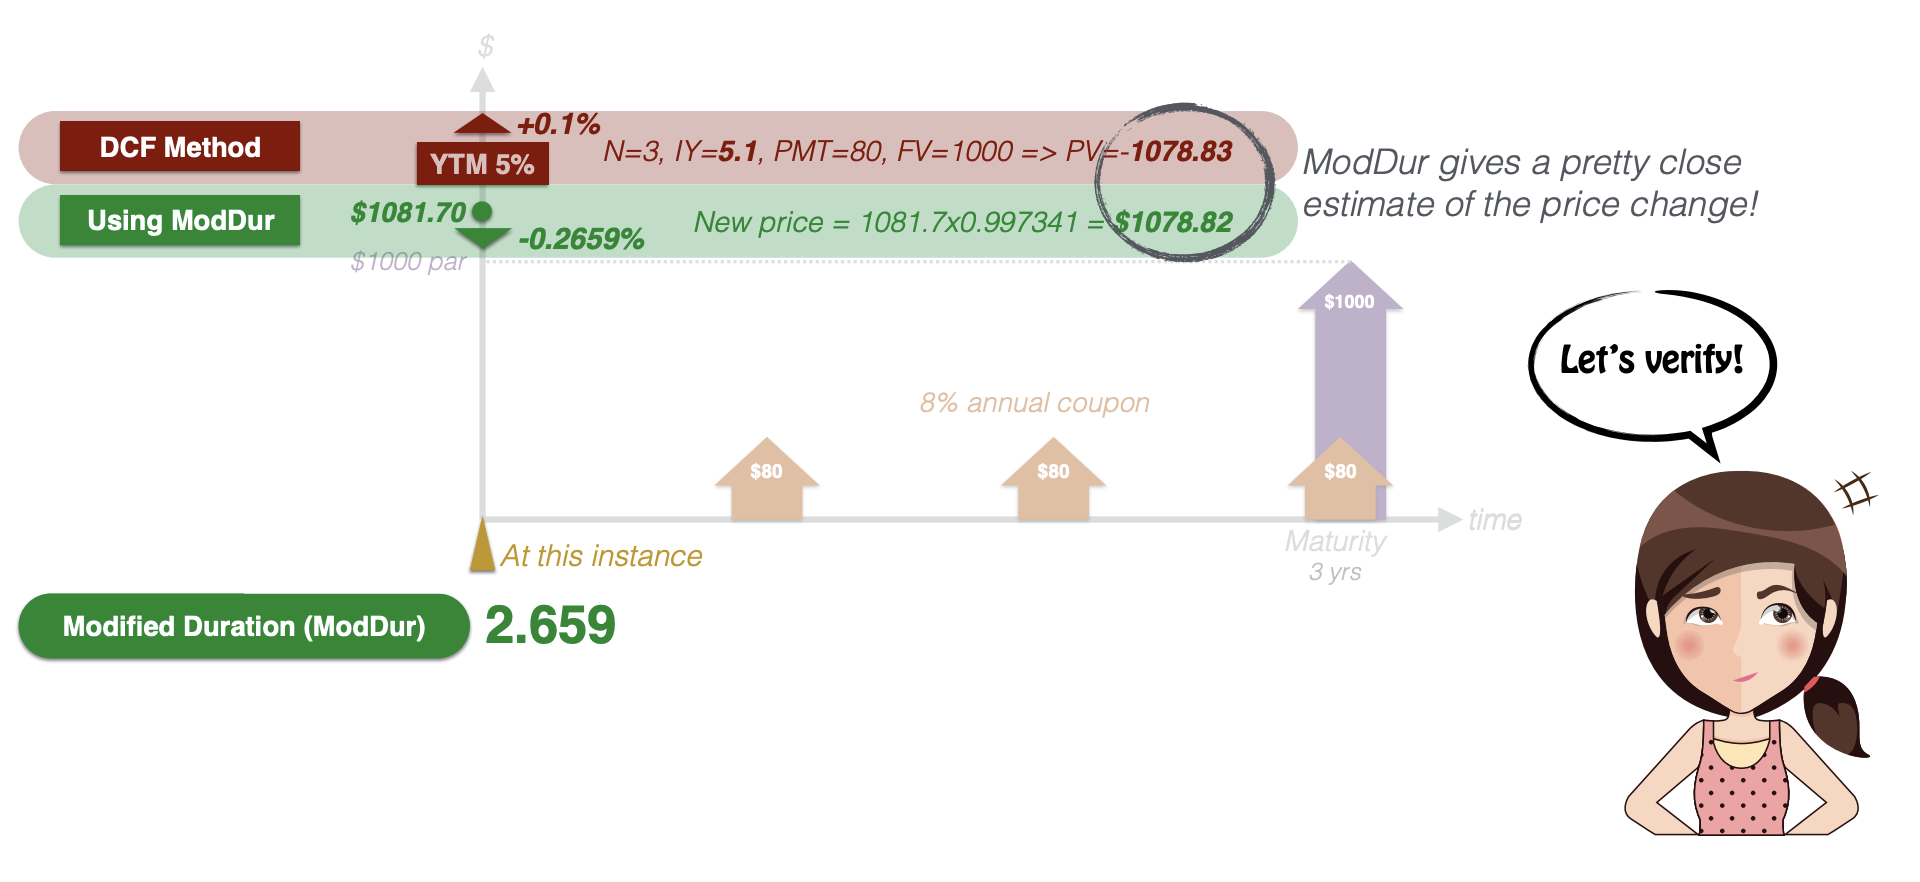 $
DCF Method
+0.1%
YTM 5%
N=3, IY=5.1, PMT=80, FV=1000 => PV=-1078.83
Using ModDur
$1081.70
-0.2659%
New price = 1081.7x0.997341 = $1078.82
ModDur gives a pretty close
estimate of the price change!
$1000 par
$1000
Let's verify!
8% annual coupon
$80
$80
$80
time
At this instance
Maturity
3 yrs
Modified Duration (ModDur)
2.659